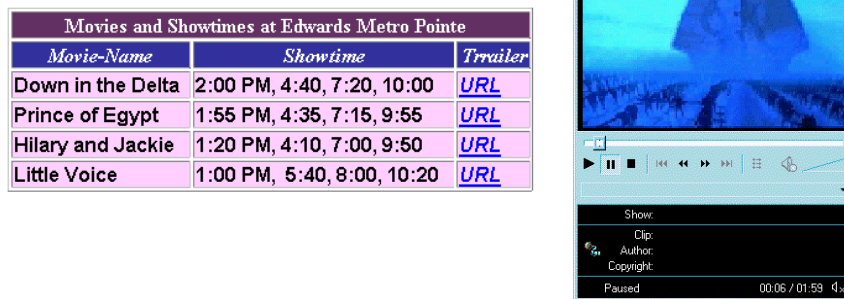 Movies and Showtimes at Edwards Metro Pointe
Movie-Name Showtime Trrailer
Down in the Delta 2:00 PM, 4:40, 7:20, 10:00 URL
Prince of Egypt 1:55 PM, 4:35, 7:15, 9:55 URL
Hilary and Jackie 1:20 PM, 4:10, 7:00, 9:50 URL
Little Voice 1:00 PM, 5:40, 8:00, 10:20 URL
Show:
Clip:
Author:
Copyright:
Paused 00:06 / 01:59